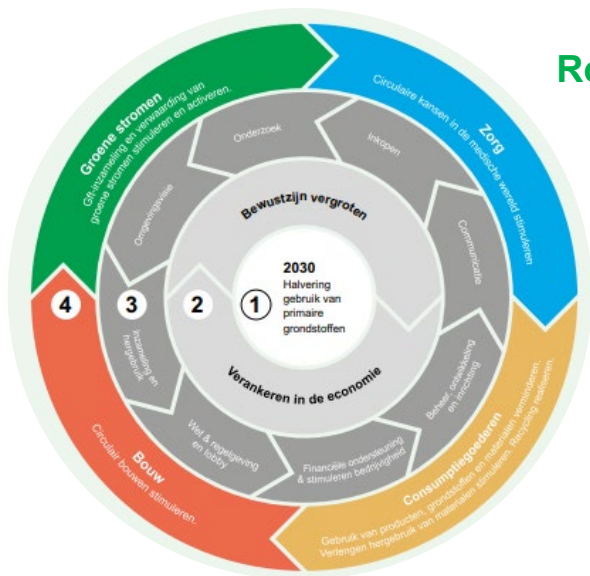 Re
Groene stromen
Gft-inzameling en verwaarding van
groene stromen stimuleren en activeren.
Zorg
Circulaire kansen in de medische wereld stimuleren
Onderzoek
Inkopen
Omgevingsvisie
Communicatie
Bewustzijn vergroten
2030
Halvering
gebruik van
primaire
grondstoffen
1
2
3
4
Verankeren in de economie
Inzameling en
hergebruik
Beheer, ontwikkeling
en inrichting
Wet & regelgeving
en lobby
Financiële ondersteuning
& stimuleren bedrijvigheid
Bouw
Circulair bouwen stimuleren.
Consumptiegoederen
Gebruik van producten, grondstoffen en materialen verminderen.
Verlengen hergebruik van materialen stimuleren. Recycling realiseren.